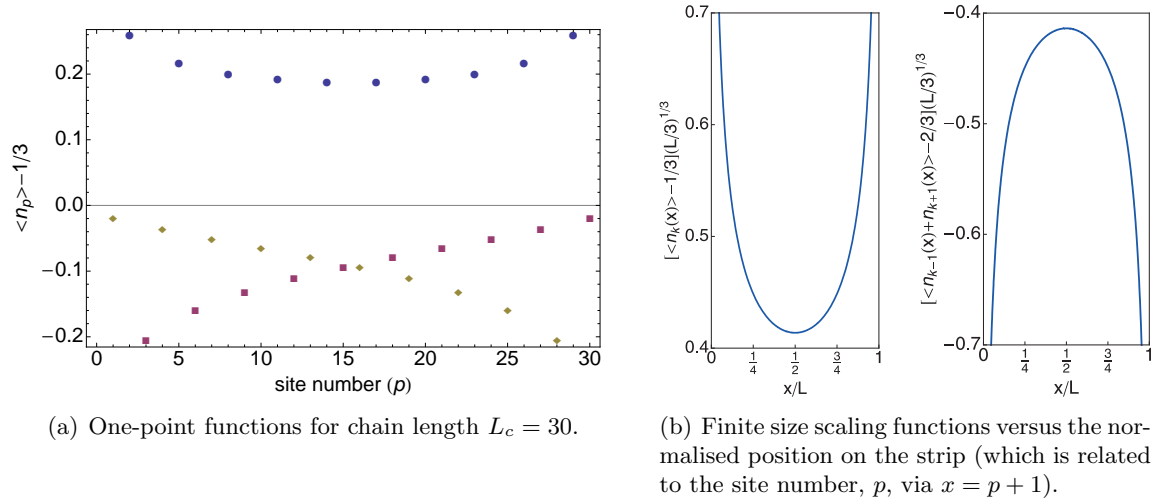 0.2
0.1
0.0
−0.1
−0.2
<n_p>−1/3
0 5 10 15 20 25 30
site number (p)
(a) One-point functions for chain length L_c = 30.
0.7
0.6
0.5
0.4
[<n_k(x)>−1/3](L/3)^{1/3}
0 1/4 1/2 3/4 1
x/L
−0.4
−0.5
−0.6
−0.7
[<n_{k−1}(x)+n_{k+1}(x)>−2/3](L/3)^{1/3}
0 1/4 1/2 3/4 1
x/L
(b) Finite size scaling functions versus the nor-
malised position on the strip (which is related
to the site number, p, via x = p + 1).